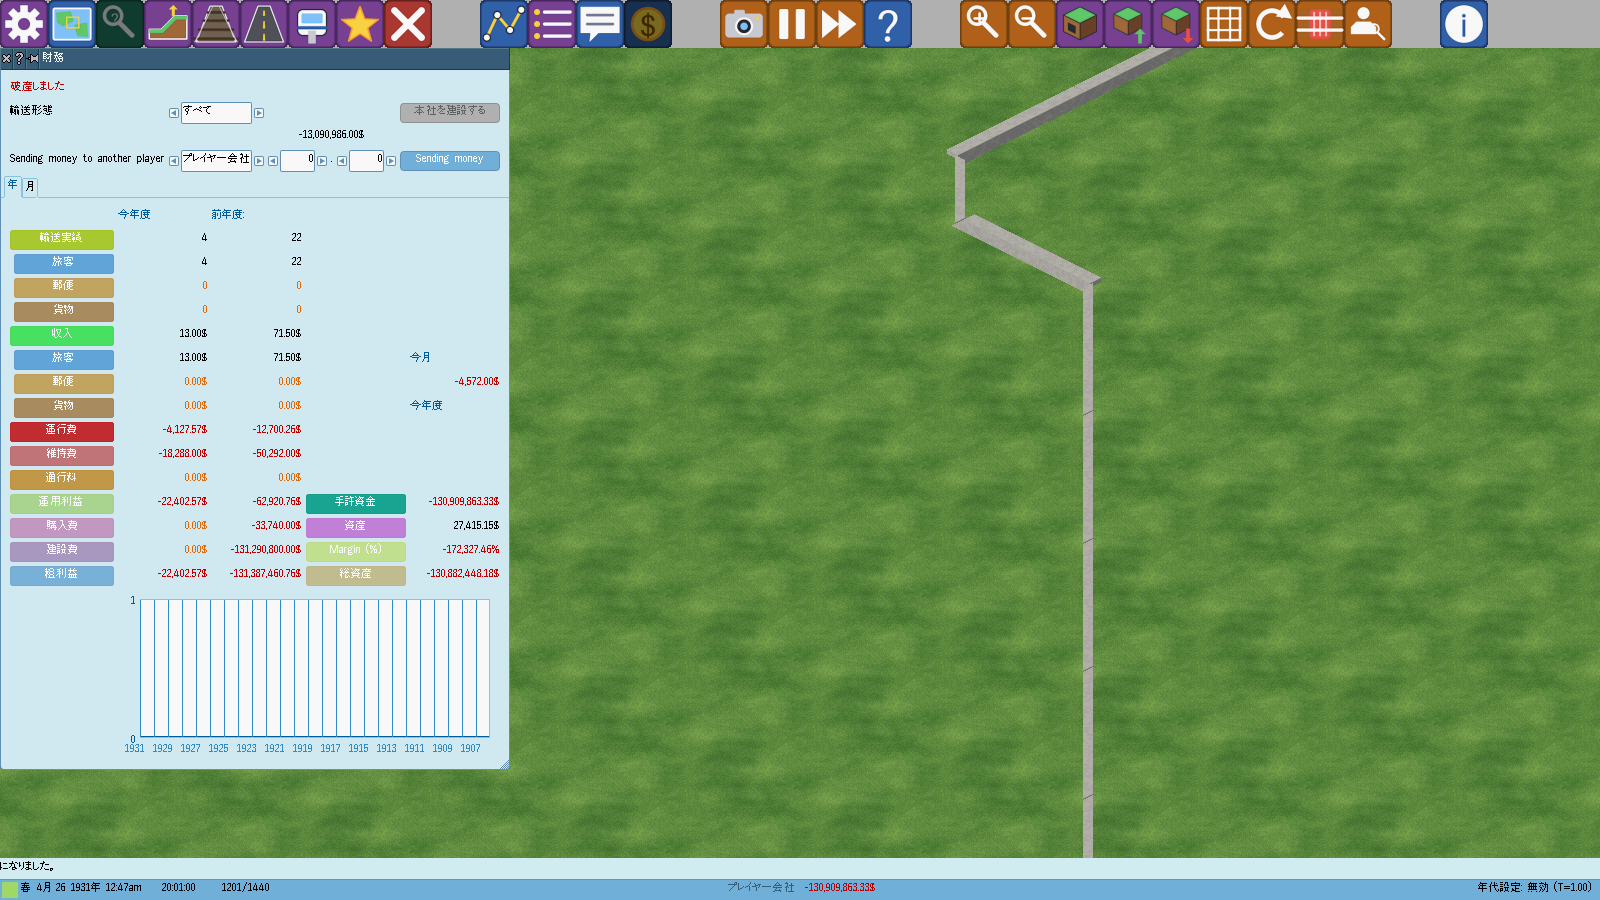 財務
破産しました
輸送形態 すべて 本社を建設する
-13,090,986.00$
Sending money to another player プレイヤー会社 0 . 0 Sending money
年 月
今年度 前年度:
輸送実績 4 22
旅客 4 22
郵便 0 0
貨物 0 0
収入 13.00$ 71.50$
旅客 13.00$ 71.50$ 今月
郵便 0.00$ 0.00$ -4,572.00$
貨物 0.00$ 0.00$ 今年度
運行費 -4,127.57$ -12,700.26$
維持費 -18,288.00$ -50,292.00$
通行料 0.00$ 0.00$
運用利益 -22,402.57$ -62,920.76$ 手許資金 -130,909,863.33$
購入費 0.00$ -33,740.00$ 資産 27,415.15$
建設費 0.00$ -131,290,800.00$ Margin (%) -172,327.46%
粗利益 -22,402.57$ -131,387,460.76$ 総資産 -130,882,448.18$
1
0
1931 1929 1927 1925 1923 1921 1919 1917 1915 1913 1911 1909 1907
になりました。
春 4月 26 1931年 12:47am 20:01:00 1201/1440 プレイヤー会社 -130,909,863.33$ 年代設定: 無効 (T=1.00)